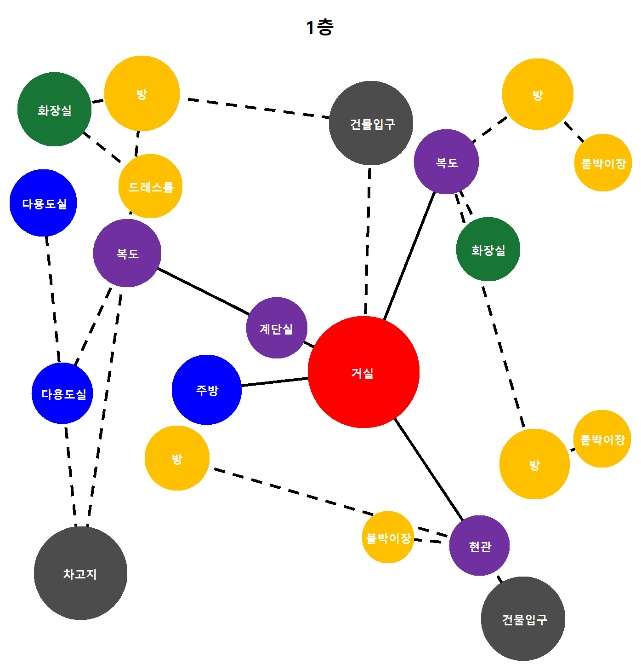 1층
화장실
방
건물입구
방
복도
붙박이장
드레스룸
다용도실
화장실
복도
계단실
거실
주방
다용도실
방
방
붙박이장
붙박이장
현관
차고지
건물입구